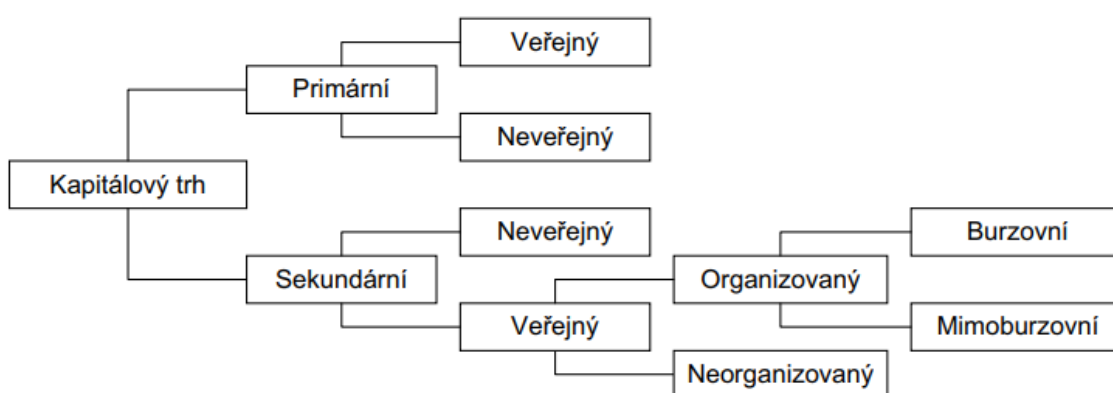 Veřejný
Primární
Neveřejný
Kapitálový trh
Neveřejný
Burzovní
Sekundární
Organizovaný
Veřejný
Mimoburzovní
Neorganizovaný